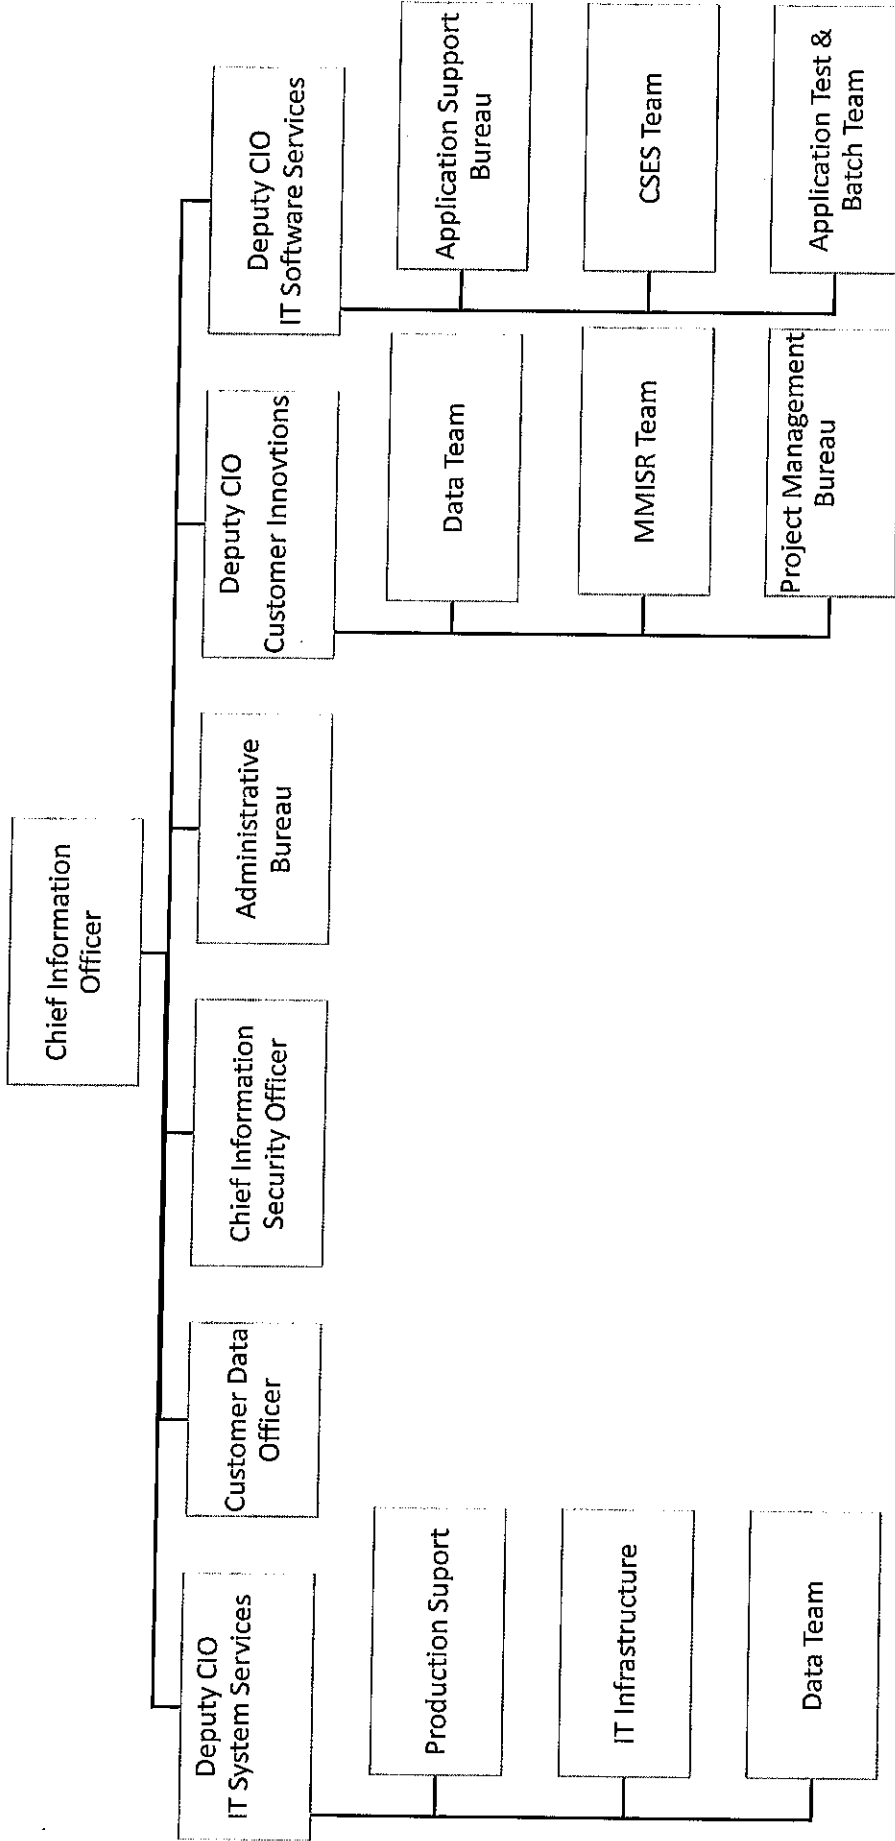 Chief Information
Officer
Deputy CIO
IT System Services
Customer Data
Officer
Chief Information
Security Officer
Administrative
Bureau
Deputy CIO
Customer Innovtions
Deputy CIO
IT Software Services
Production Suport
IT Infrastructure
Data Team
Data Team
MMISR Team
Project Management
Bureau
Application Support
Bureau
CSES Team
Application Test &
Batch Team